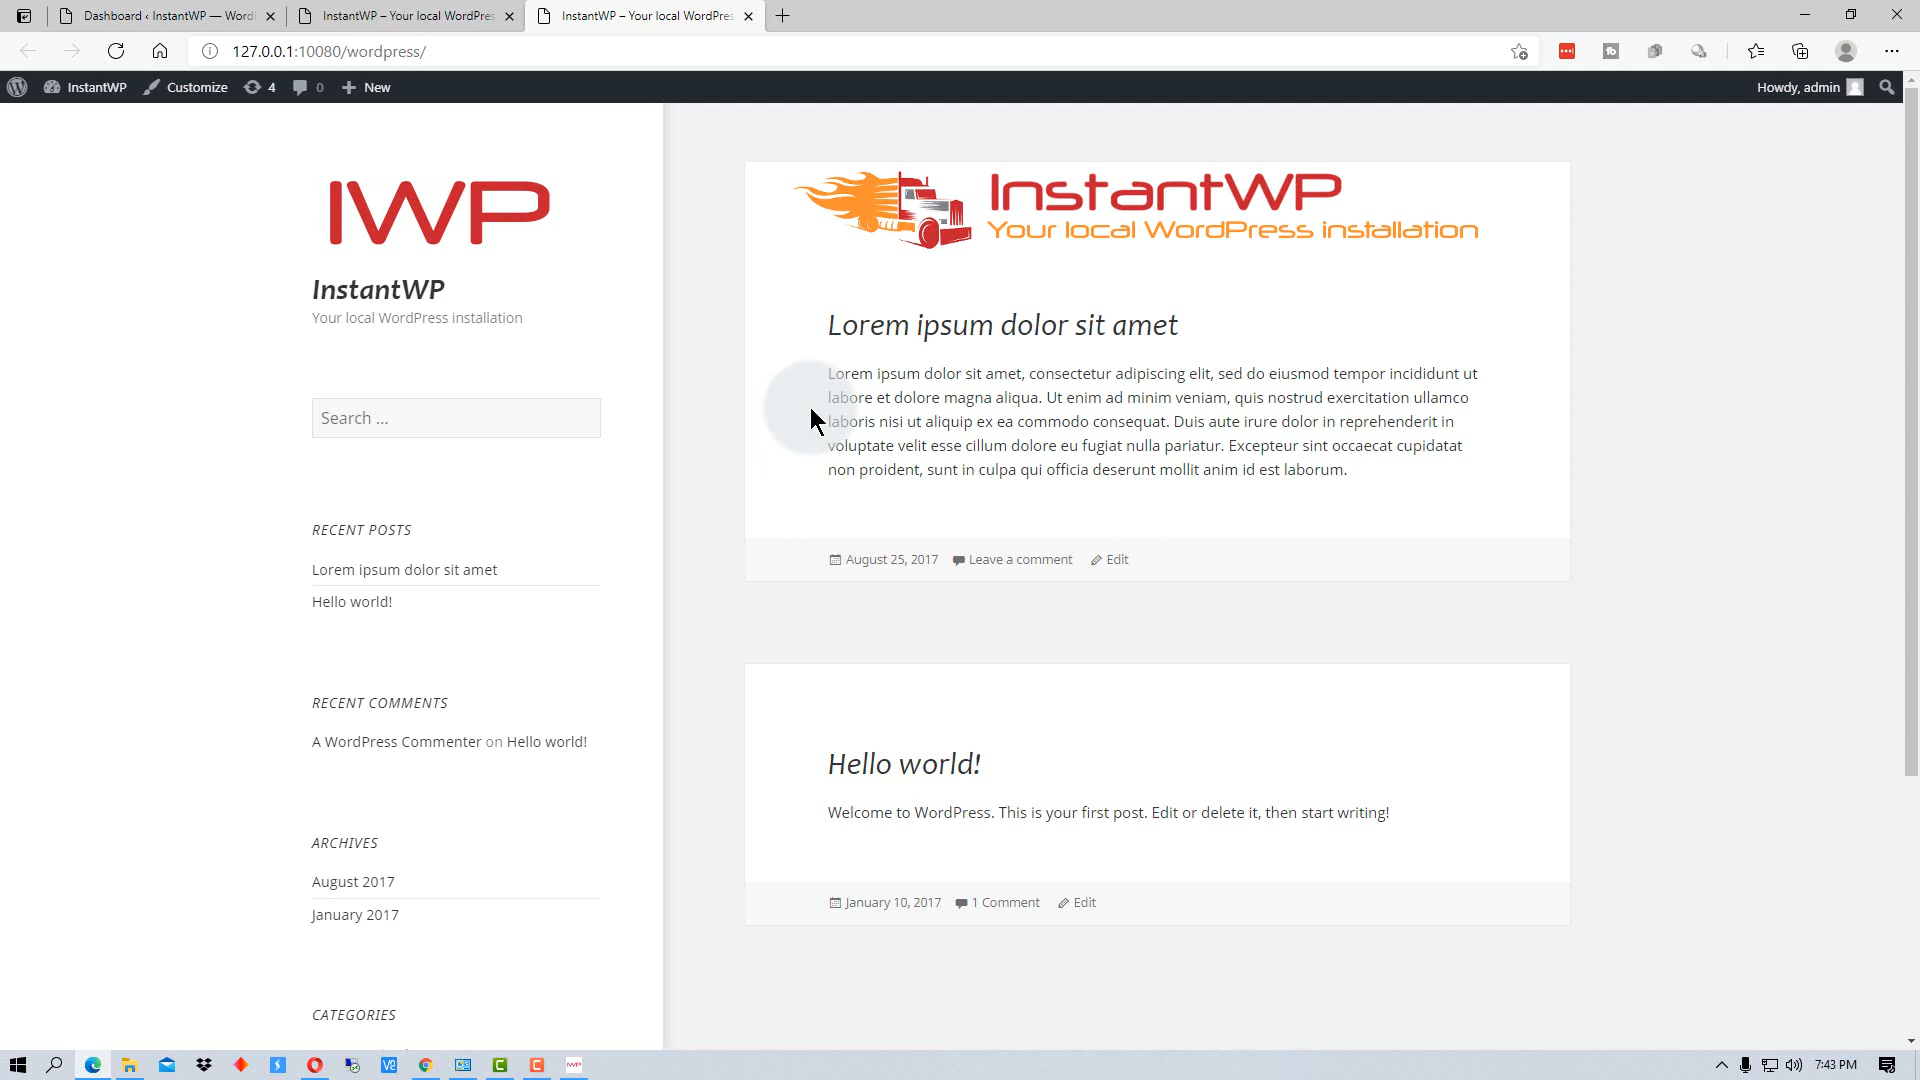 Dashboard ‹ InstantWP — Word
InstantWP – Your local WordPres
InstantWP – Your local WordPres
127.0.0.1:10080/wordpress/
InstantWP
Customize
4
0
New
Howdy, admin
IWP
InstantWP
Your local WordPress installation
Search ...
RECENT POSTS
Lorem ipsum dolor sit amet
Hello world!
RECENT COMMENTS
A WordPress Commenter on Hello world!
ARCHIVES
August 2017
January 2017
CATEGORIES
InstantWP
Your local WordPress installation
Lorem ipsum dolor sit amet
Lorem ipsum dolor sit amet, consectetur adipiscing elit, sed do eiusmod tempor incididunt ut
labore et dolore magna aliqua. Ut enim ad minim veniam, quis nostrud exercitation ullamco
laboris nisi ut aliquip ex ea commodo consequat. Duis aute irure dolor in reprehenderit in
voluptate velit esse cillum dolore eu fugiat nulla pariatur. Excepteur sint occaecat cupidatat
non proident, sunt in culpa qui officia deserunt mollit anim id est laborum.
August 25, 2017 Leave a comment Edit
Hello world!
Welcome to WordPress. This is your first post. Edit or delete it, then start writing!
January 10, 2017 1 Comment Edit
7:43 PM